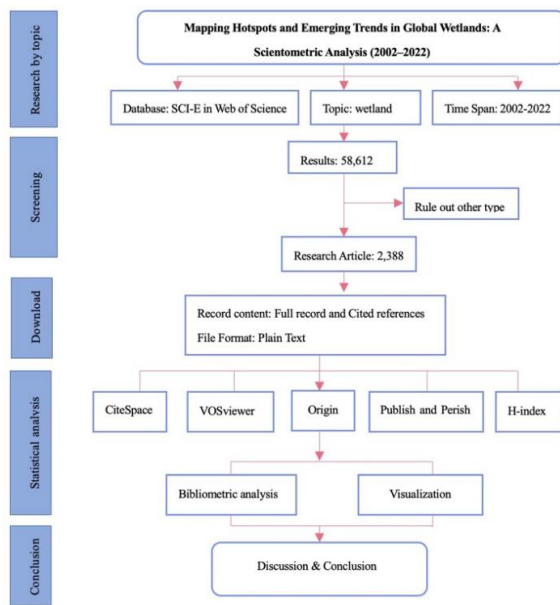 Research by topic
Mapping Hotspots and Emerging Trends in Global Wetlands: A
Scientometric Analysis (2002–2022)
Database: SCI-E in Web of Science
Topic: wetland
Time Span: 2002-2022
Screening
Results: 58,612
Rule out other type
Research Article: 2,388
Download
Record content: Full record and Cited references
File Format: Plain Text
Statistical analysis
CiteSpace
VOSviewer
Origin
Publish and Perish
H-index
Bibliometric analysis
Visualization
Conclusion
Discussion & Conclusion